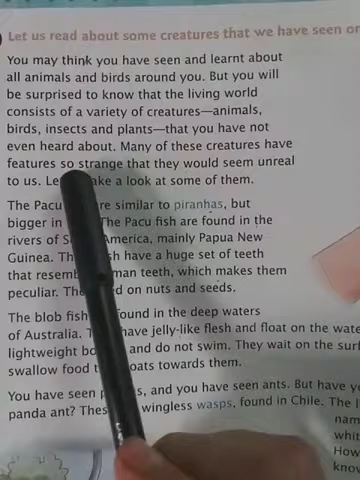 Let us read about some creatures that we have seen or
You may think you have seen and learnt about
all animals and birds around you. But you will
be surprised to know that the living world
consists of a variety of creatures—animals,
birds, insects and plants—that you have not
even heard about. Many of these creatures have
features so strange that they would seem unreal
to us. Le ake a look at some of them.
The Pacu re similar to piranhas, but
bigger in The Pacu fish are found in the
rivers of S America, mainly Papua New
Guinea. Th sh have a huge set of teeth
that resemb man teeth, which makes them
peculiar. The d on nuts and seeds.
The blob fish found in the deep waters
of Australia. T have jelly-like flesh and float on the wate
lightweight bo and do not swim. They wait on the surf
swallow food t oats towards them.
You have seen p s, and you have seen ants. But have y
panda ant? Thes wingless wasps, found in Chile. The l
nam
whit
How
know